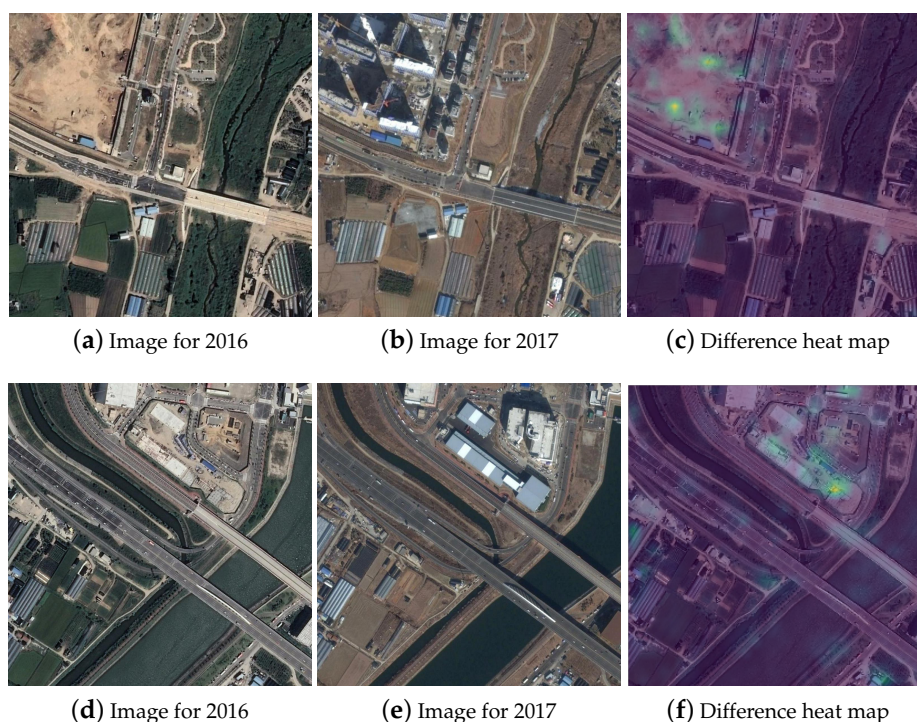 (a) Image for 2016
(b) Image for 2017
(c) Difference heat map
(d) Image for 2016
(e) Image for 2017
(f) Difference heat map